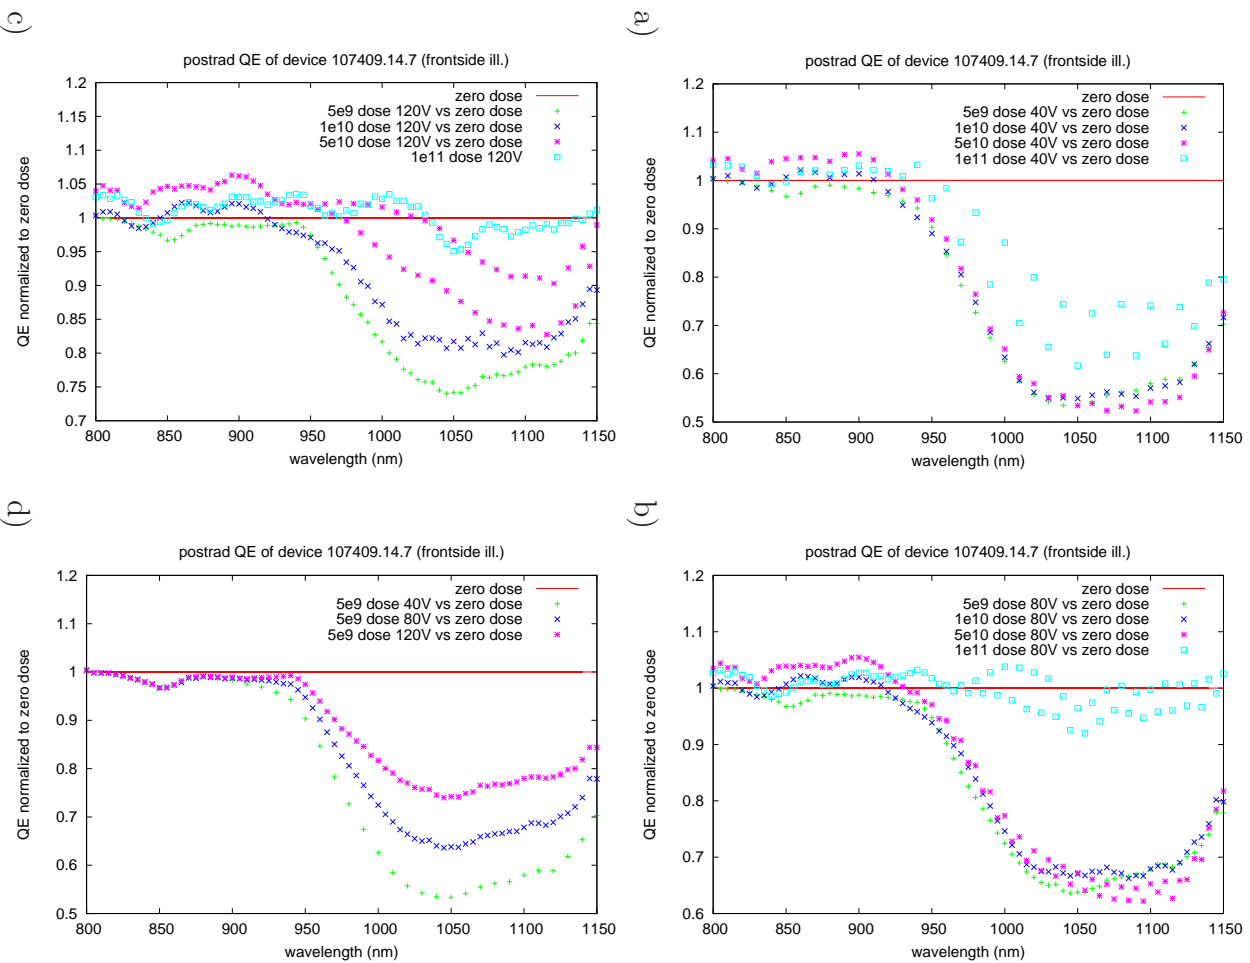 c)
postrad QE of device 107409.14.7 (frontside ill.)
zero dose
5e9 dose 120V vs zero dose
1e10 dose 120V vs zero dose
5e10 dose 120V vs zero dose
1e11 dose 120V
QE normalized to zero dose
1.2
1.15
1.1
1.05
1
0.95
0.9
0.85
0.8
0.75
0.7
800 850 900 950 1000 1050 1100 1150
wavelength (nm)
a)
postrad QE of device 107409.14.7 (frontside ill.)
zero dose
5e9 dose 40V vs zero dose
1e10 dose 40V vs zero dose
5e10 dose 40V vs zero dose
1e11 dose 40V vs zero dose
QE normalized to zero dose
1.2
1.1
1
0.9
0.8
0.7
0.6
0.5
800 850 900 950 1000 1050 1100 1150
wavelength (nm)
d)
postrad QE of device 107409.14.7 (frontside ill.)
zero dose
5e9 dose 40V vs zero dose
5e9 dose 80V vs zero dose
5e9 dose 120V vs zero dose
QE normalized to zero dose
1.2
1.1
1
0.9
0.8
0.7
0.6
0.5
800 850 900 950 1000 1050 1100 1150
wavelength (nm)
b)
postrad QE of device 107409.14.7 (frontside ill.)
zero dose
5e9 dose 80V vs zero dose
1e10 dose 80V vs zero dose
5e10 dose 80V vs zero dose
1e11 dose 80V vs zero dose
QE normalized to zero dose
1.2
1.1
1
0.9
0.8
0.7
0.6
800 850 900 950 1000 1050 1100 1150
wavelength (nm)